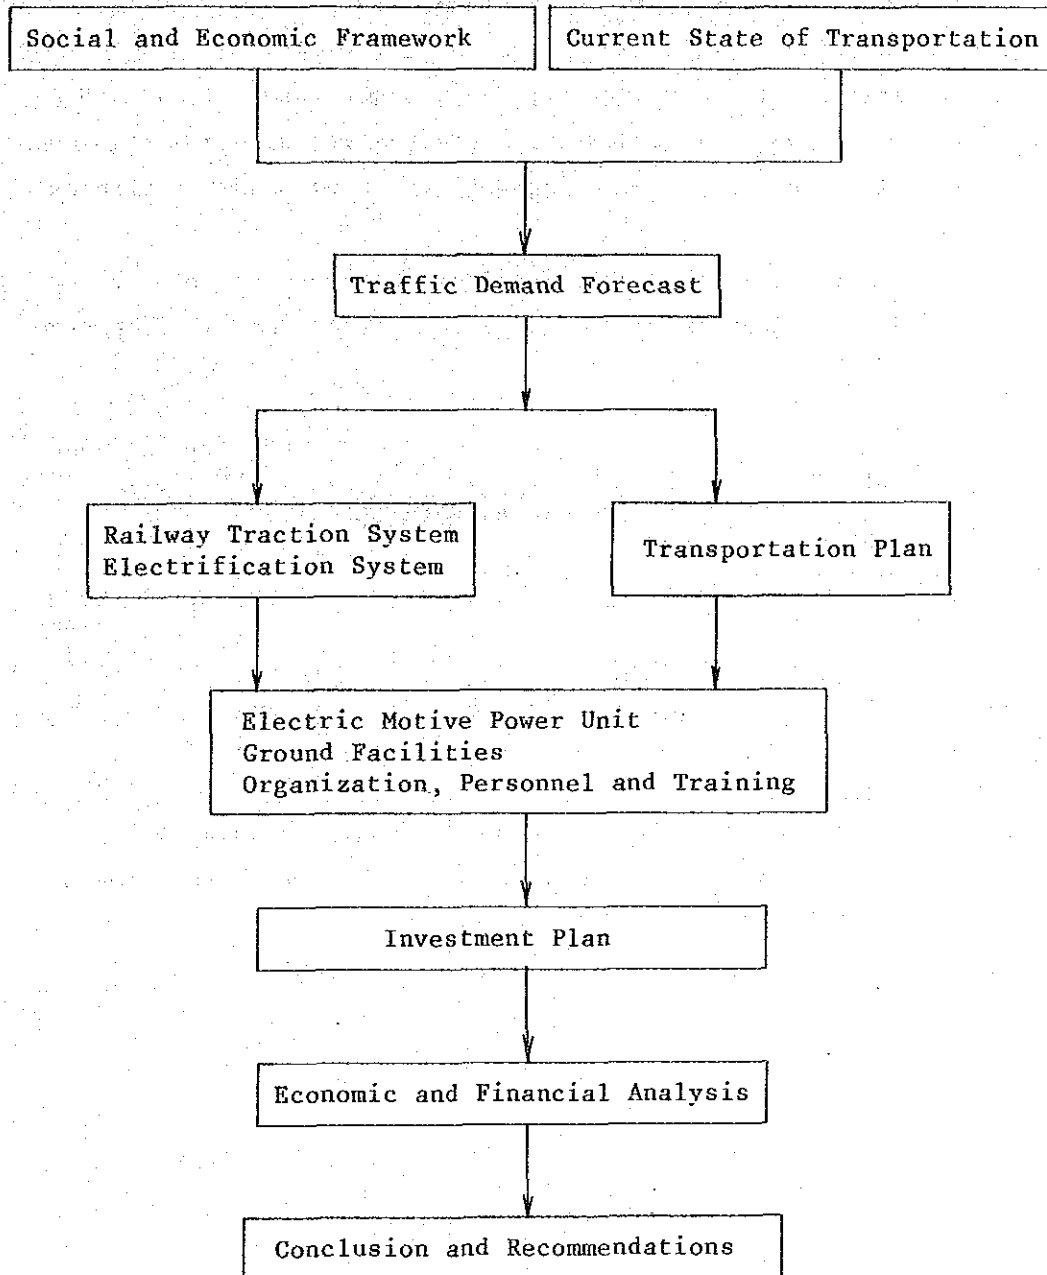 Social and Economic Framework
Current State of Transportation
Traffic Demand Forecast
Railway Traction System
Electrification System
Transportation Plan
Electric Motive Power Unit
Ground Facilities
Organization, Personnel and Training
Investment Plan
Economic and Financial Analysis
Conclusion and Recommendations